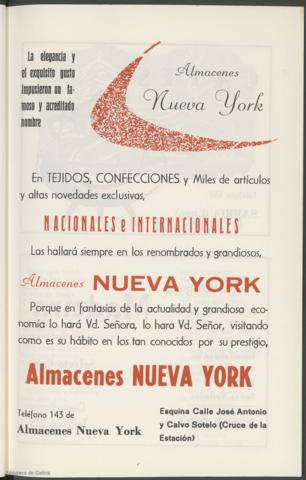 La elegancia y
el exquisito gusto
impusieron un fa-
moso y acreditado
nombre
Almacenes
Nueva York
En TEJIDOS, CONFECCIONES y Miles de artículos
y altas novedades exclusivas,
NACIONALES e INTERNACIONALES
Las hallará siempre en los renombrados y grandiosos,
Almacenes NUEVA YORK
Porque en fantasías de la actualidad y grandiosa eco-
nomía lo hará Vd. Señora, lo hara Vd. Señor, visitando
como es su hábito en los tan conocidos por su prestigio,
Almacenes NUEVA YORK
Teléfono 143 de
Almacenes Nueva York
Esquina Calle José Antonio
y Calvo Sotelo (Cruce de la
Estación)
Biblioteca de Galicia